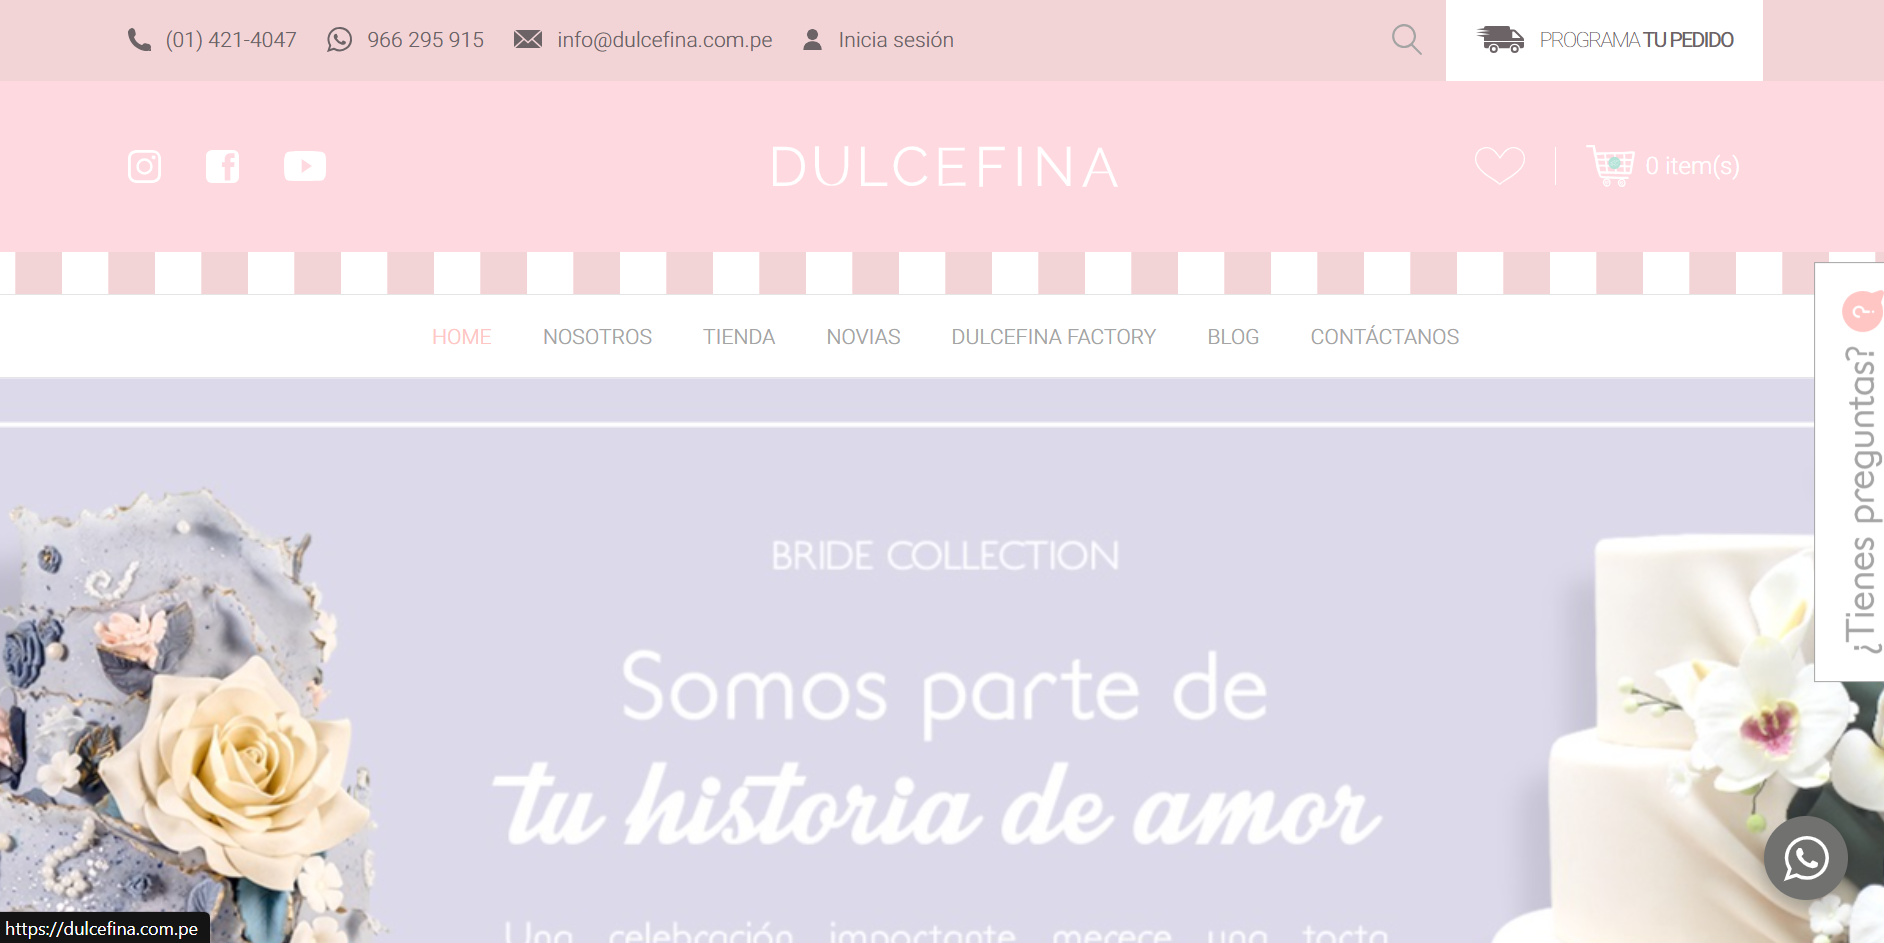 (01) 421-4047 966 295 915 info@dulcefina.com.pe Inicia sesión PROGRAMA TU PEDIDO
DULCEFINA
0 item(s)
HOME NOSOTROS TIENDA NOVIAS DULCEFINA FACTORY BLOG CONTÁCTANOS
¿Tienes preguntas?
BRIDE COLLECTION
Somos parte de
tu historia de amor
Una celebración importante merece una torta
https://dulcefina.com.pe